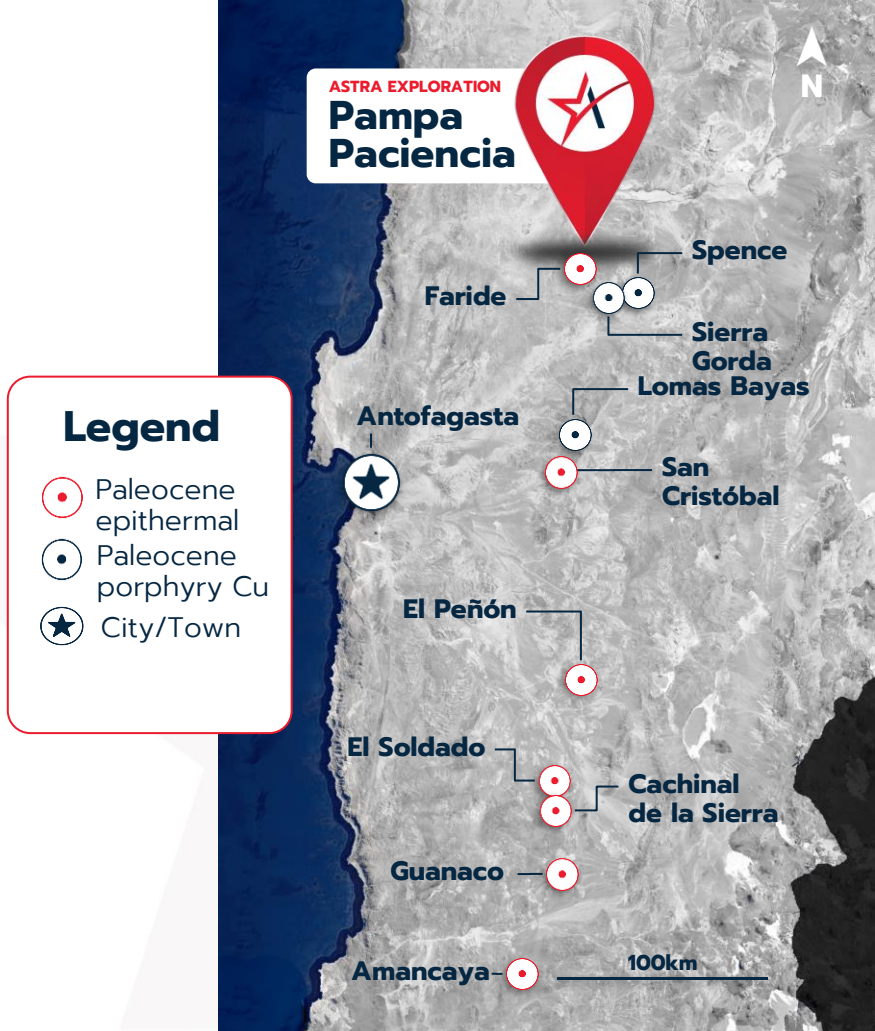 ASTRA EXPLORATION
Pampa
Paciencia
N
Spence
Faride
Sierra
Gorda
Lomas Bayas
Antofagasta
San
Cristóbal
Legend
Paleocene
epithermal
Paleocene
porphyry Cu
City/Town
El Peñón
El Soldado
Cachinal
de la Sierra
Guanaco
Amancaya
100km